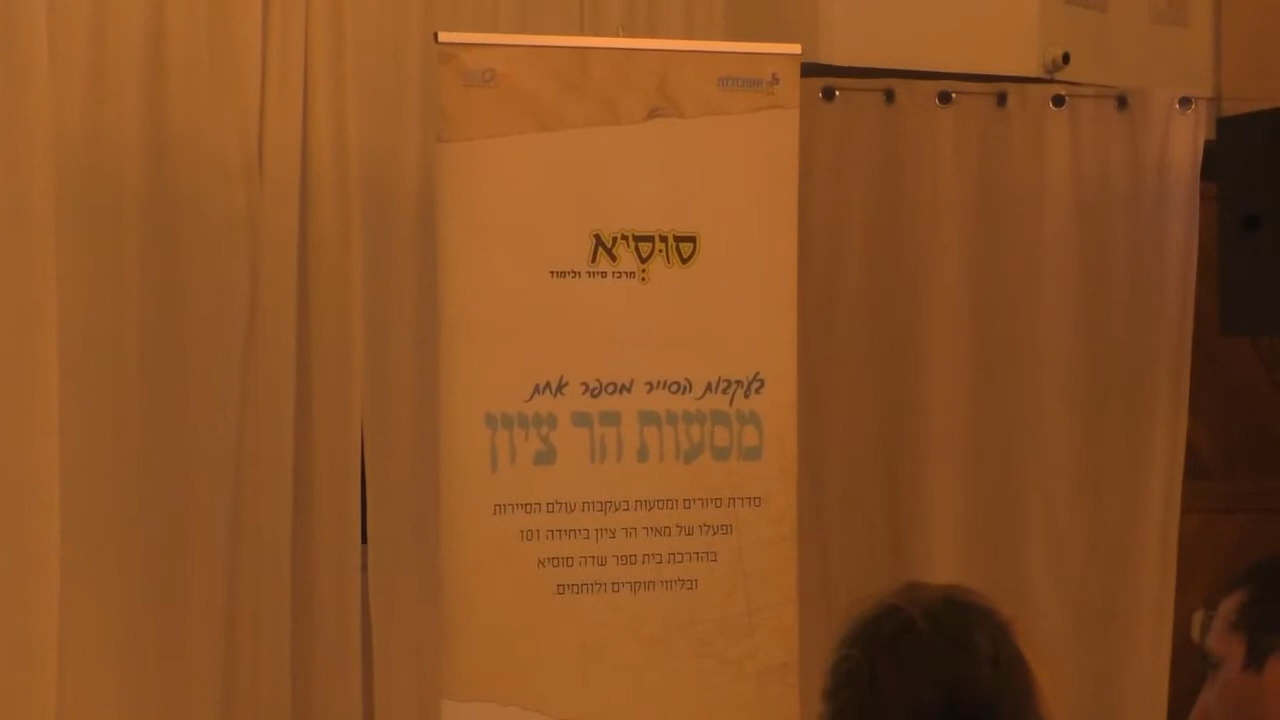 אשכולות
סוּסְיָא
מרכז סיור ולימוד
בעקבות הסייר מספר אחת
מסעות הר ציון
סדרת סיורים ומסעות בעקבות עולם הסיירות
ופעלו של מאיר הר ציון ביחידה 101
בהדרכת בית ספר שדה סוסיא
ובליווי חוקרים ולוחמים.